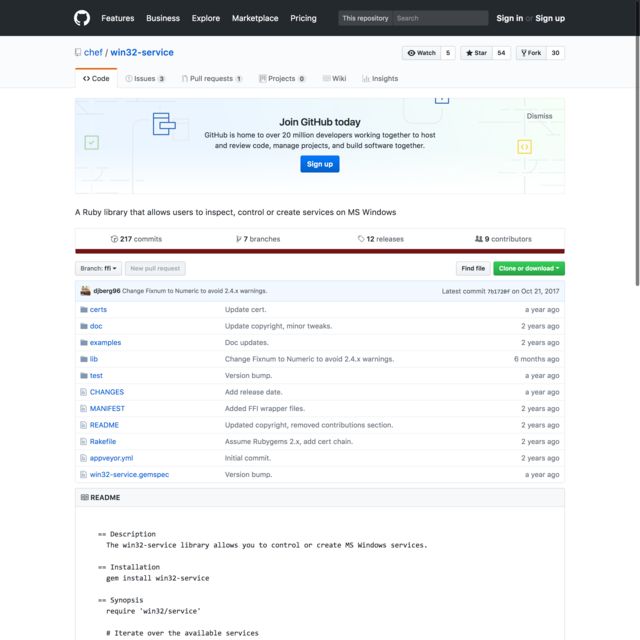 Features Business Explore Marketplace Pricing This repository Search Sign in or Sign up
chef / win32-service Watch 5 Star 54 Fork 30
Code Issues 3 Pull requests 1 Projects 0 Wiki Insights
Join GitHub today
Dismiss
GitHub is home to over 20 million developers working together to host
and review code, manage projects, and build software together.
Sign up
A Ruby library that allows users to inspect, control or create services on MS Windows
217 commits 7 branches 12 releases 9 contributors
Branch: ffi New pull request Find file Clone or download
djberg96 Change Fixnum to Numeric to avoid 2.4.x warnings. Latest commit 7b1720f on Oct 21, 2017
certs Update cert. a year ago
doc Update copyright, minor tweaks. 2 years ago
examples Doc updates. 2 years ago
lib Change Fixnum to Numeric to avoid 2.4.x warnings. 6 months ago
test Version bump. a year ago
CHANGES Add release date. a year ago
MANIFEST Added FFI wrapper files. 2 years ago
README Updated copyright, removed contributions section. 2 years ago
Rakefile Assume Rubygems 2.x, add cert chain. 2 years ago
appveyor.yml Initial commit. 2 years ago
win32-service.gemspec Version bump. a year ago
README
== Description
The win32-service library allows you to control or create MS Windows services.
== Installation
gem install win32-service
== Synopsis
require 'win32/service'
# Iterate over the available services